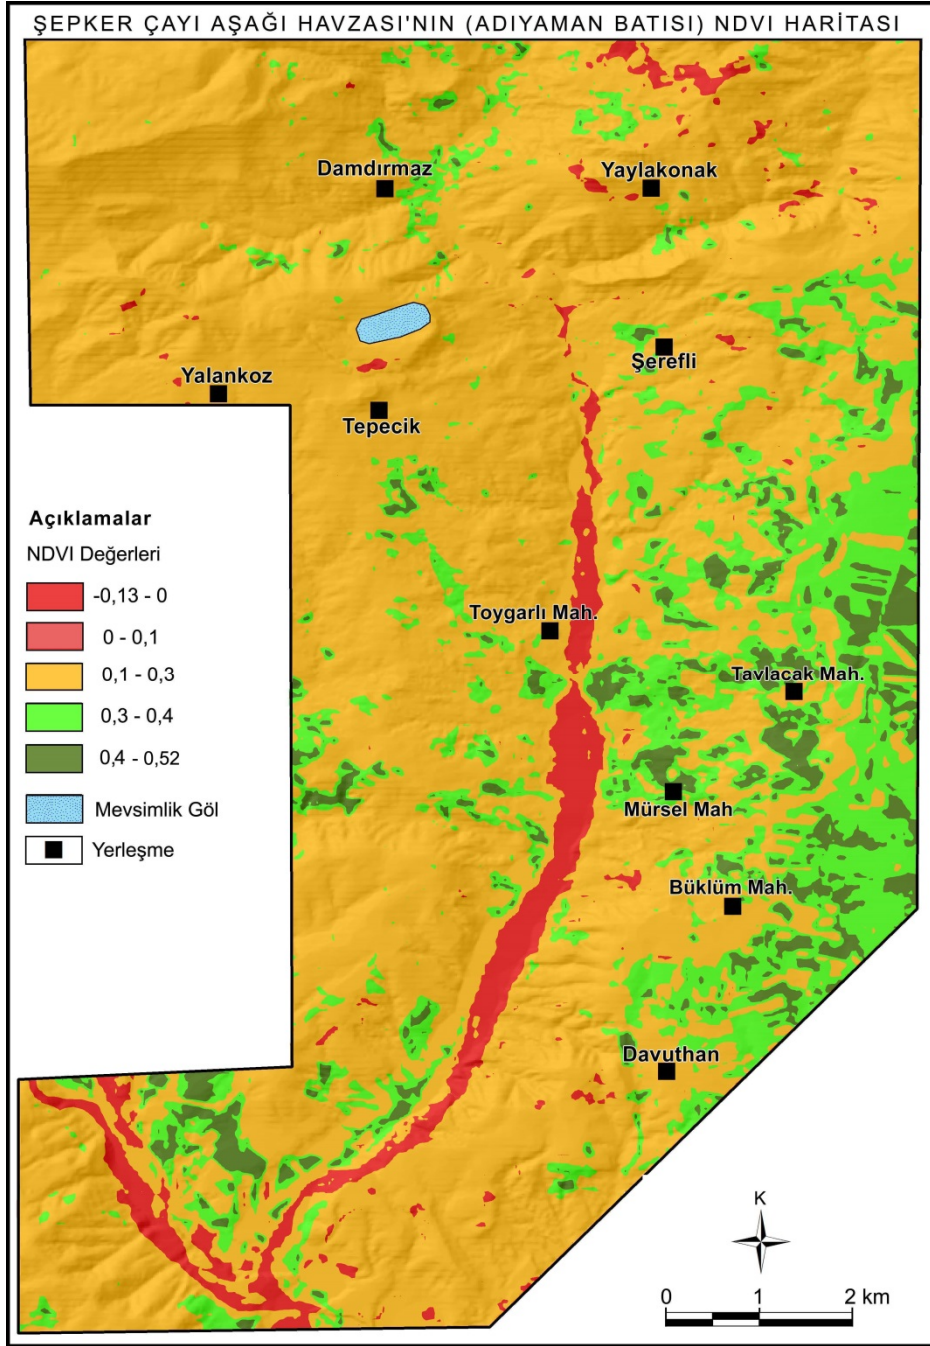 ŞEPKER ÇAYI AŞAĞI HAVZASI'NIN (ADIYAMAN BATISI) NDVI HARİTASI
Damdırmaz
Yaylakonak
Şerefli
Yalankoz
Tepecik
Açıklamalar
NDVI Değerleri
-0,13 - 0
0 - 0,1
0,1 - 0,3
0,3 - 0,4
0,4 - 0,52
Mevsimlik Göl
Yerleşme
Toygarlı Mah.
Tavlacak Mah.
Mürsel Mah
Büklüm Mah.
Davuthan
K
0 1 2 km